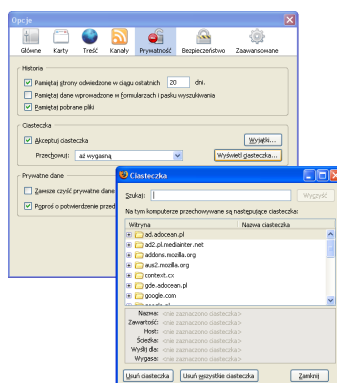 Opcje
Główne Karty Treść Kanały Prywatność Bezpieczeństwo Zaawansowane
Historia
Pamiętaj strony odwiedzone w ciągu ostatnich 20 dni.
Pamiętaj dane wprowadzone w formularzach i pasku wyszukiwania
Pamiętaj pobrane pliki
Ciasteczka
Akceptuj ciasteczka Wyjątki...
Przechowuj: aż wygasną Wyświetl ciasteczka...
Prywatne dane
Zawsze czyść prywatne dane
Poproś o potwierdzenie przed
Ciasteczka
Szukaj: Wyczyść
Na tym komputerze przechowywane są następujące ciasteczka:
Witryna Nazwa ciasteczka
ad.adocean.pl
ad2.pl.mediainter.net
addons.mozilla.org
aus2.mozilla.org
context.cx
gde.adocean.pl
google.com
Nazwa: <nie zaznaczono ciasteczka>
Zawartość: <nie zaznaczono ciasteczka>
Host: <nie zaznaczono ciasteczka>
Ścieżka: <nie zaznaczono ciasteczka>
Wyślij dla: <nie zaznaczono ciasteczka>
Wygasa: <nie zaznaczono ciasteczka>
Usuń ciasteczka Usuń wszystkie ciasteczka Zamknij